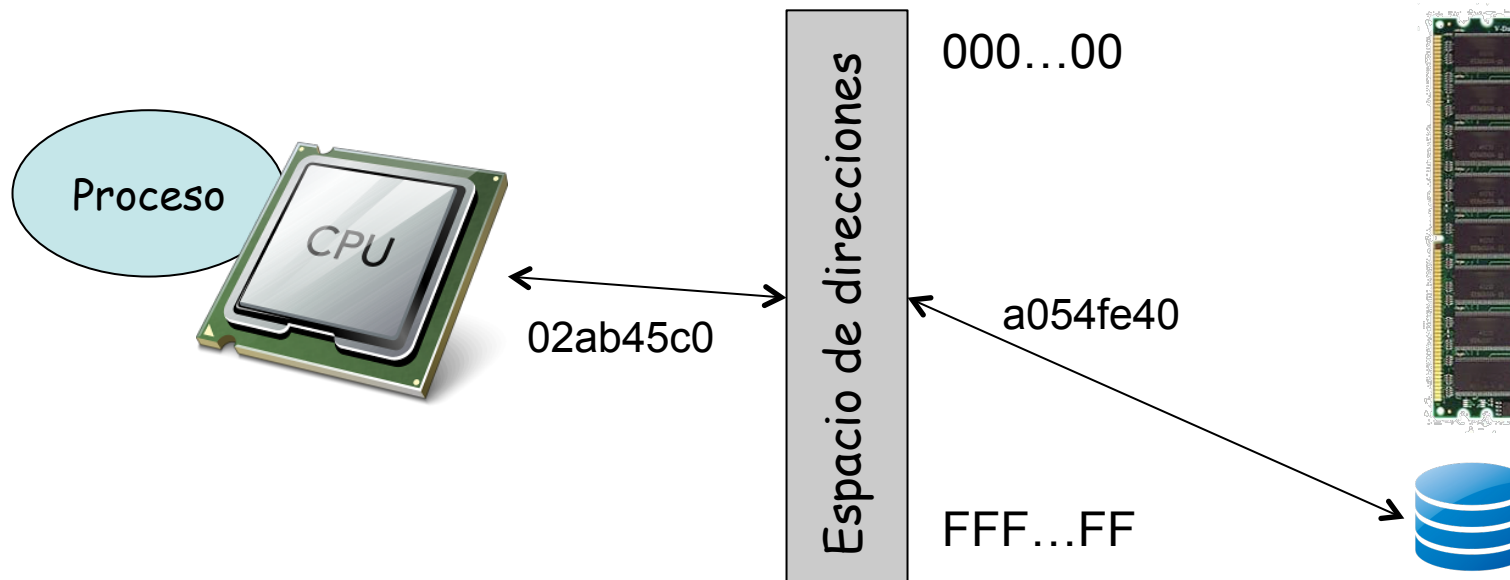 Proceso
CPU
02ab45c0
Espacio de direcciones
000…00
a054fe40
FFF…FF